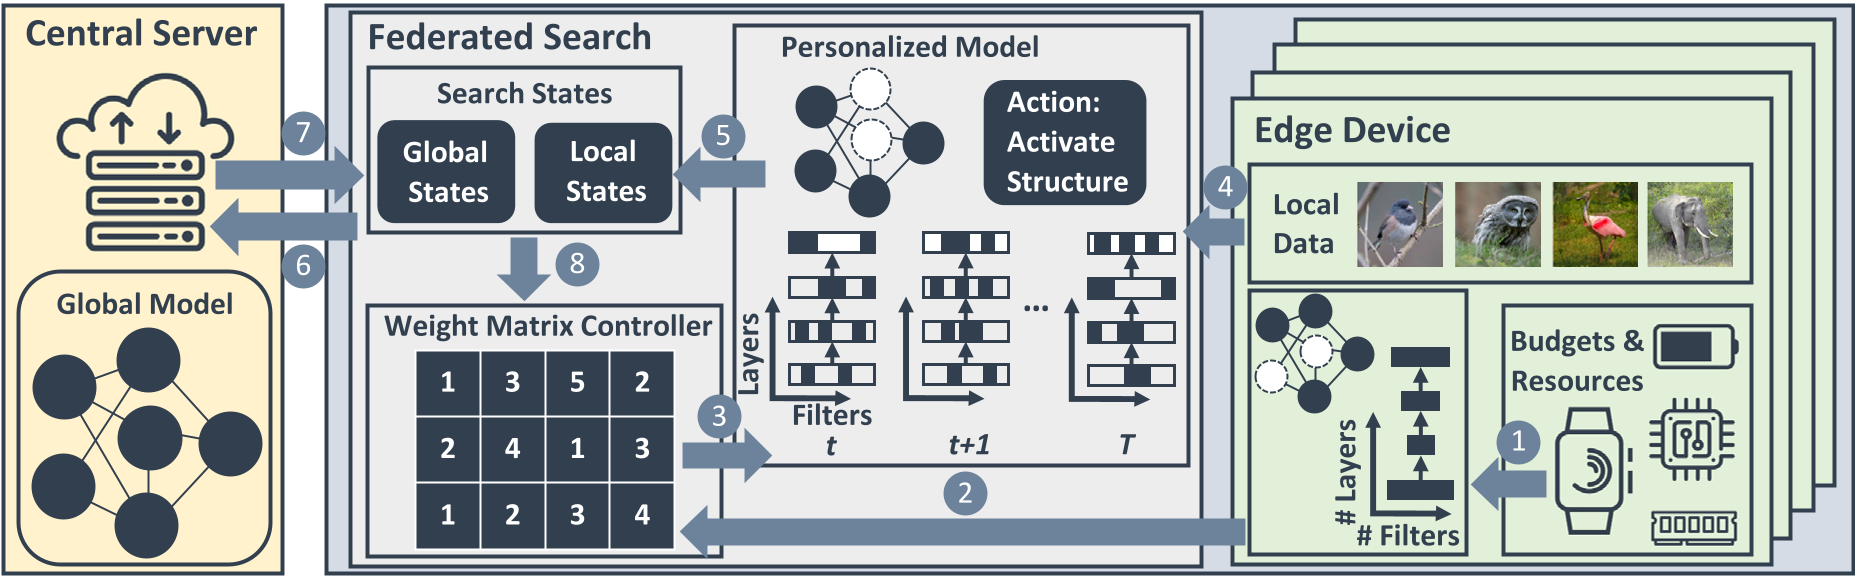 Central Server
Global Model
7
6
Federated Search
Search States
Global
States
Local
States
5
8
Weight Matrix Controller
1 3 5 2
2 4 1 3
1 2 3 4
3
Personalized Model
Action:
Activate
Structure
Layers
Filters
...
t
t+1
T
2
4
Edge Device
Local
Data
# Layers
# Filters
1
Budgets &
Resources